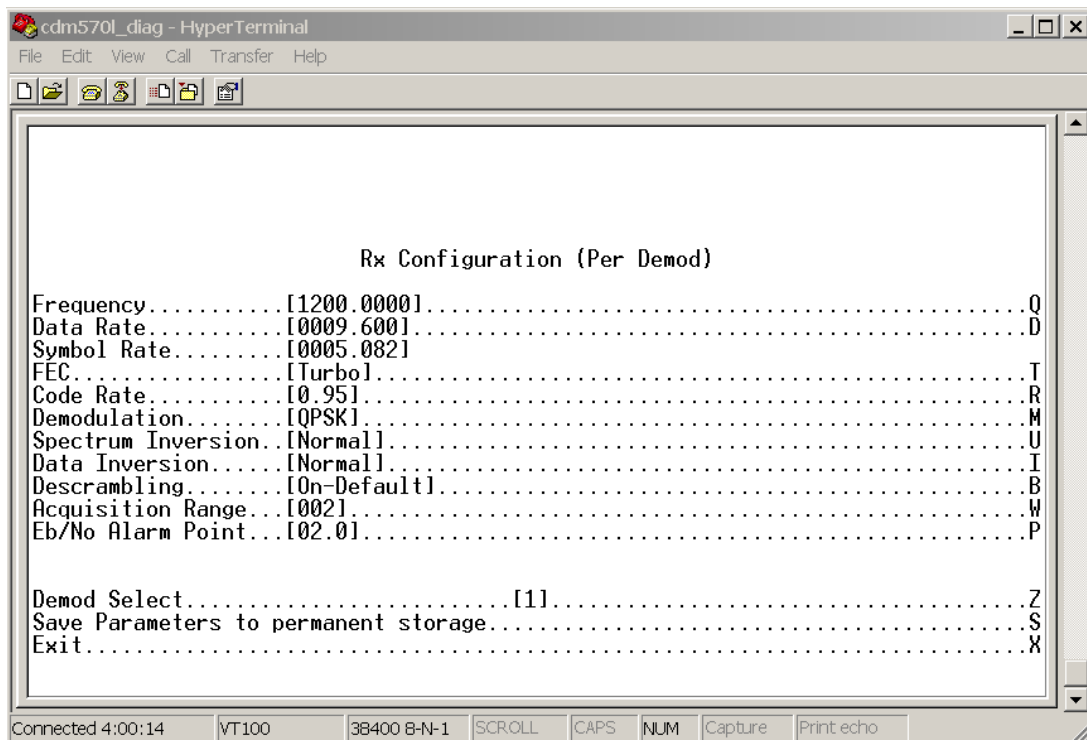 cdm570l_diag - HyperTerminal
File Edit View Call Transfer Help
Rx Configuration (Per Demod)
Frequency...........[1200.0000]....................................................Q
Data Rate...........[0009.600].....................................................D
Symbol Rate.........[0005.082]
FEC.................[Turbo]........................................................T
Code Rate...........[0.95].........................................................R
Demodulation........[QPSK].........................................................M
Spectrum Inversion..[Normal].......................................................U
Data Inversion......[Normal].......................................................I
Descrambling........[On-Default]...................................................B
Acquisition Range...[002]..........................................................W
Eb/No Alarm Point...[02.0].........................................................P
Demod Select..........................[1]..........................................Z
Save Parameters to permanent storage...............................................S
Exit...............................................................................X
Connected 4:00:14 VT100 38400 8-N-1 SCROLL CAPS NUM Capture Print echo